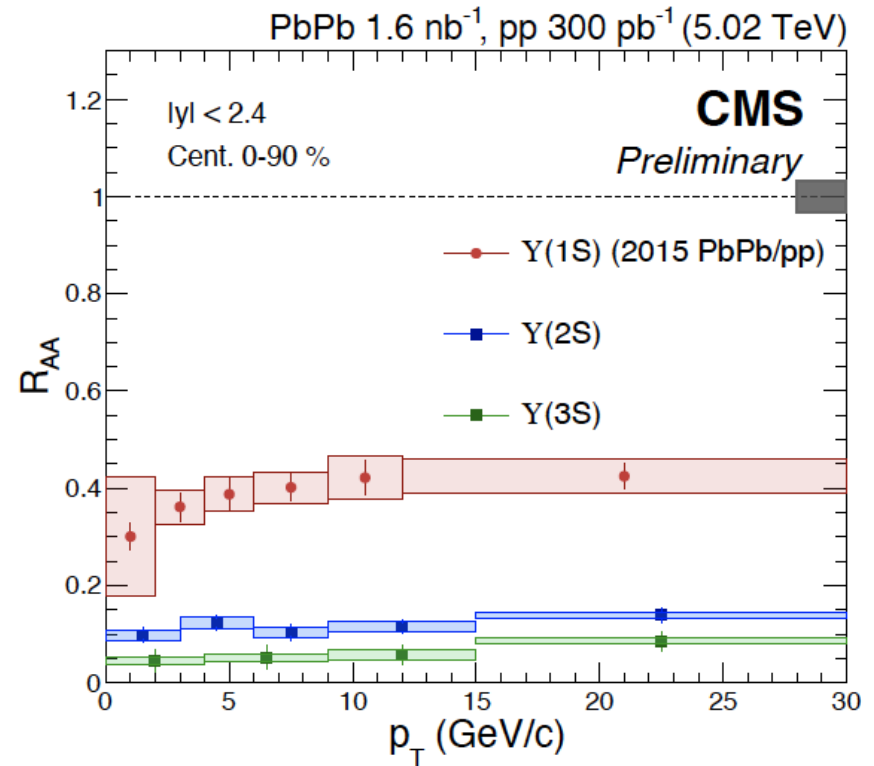 PbPb 1.6 nb⁻¹, pp 300 pb⁻¹ (5.02 TeV)
|y| < 2.4
Cent. 0-90 %
CMS
Preliminary
Υ(1S) (2015 PbPb/pp)
Υ(2S)
Υ(3S)
R_AA
1.2
1
0.8
0.6
0.4
0.2
0
0 5 10 15 20 25 30
p_T (GeV/c)